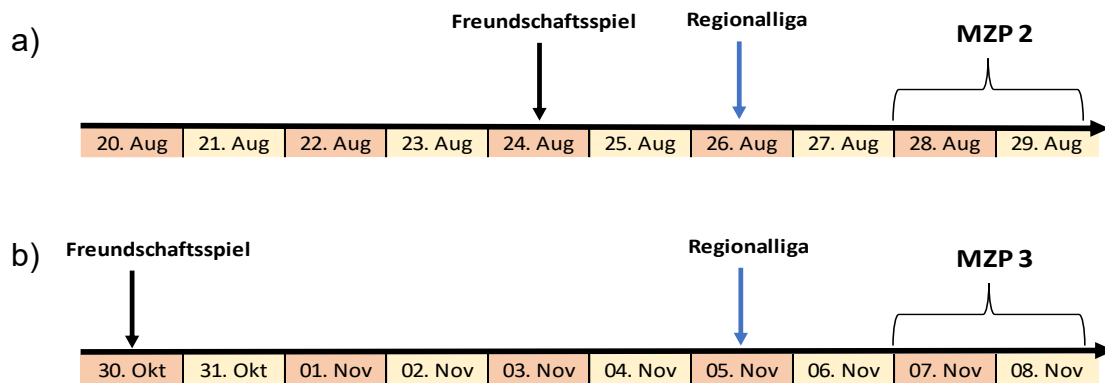 a)
Freundschaftsspiel
Regionalliga
MZP 2
20. Aug 21. Aug 22. Aug 23. Aug 24. Aug 25. Aug 26. Aug 27. Aug 28. Aug 29. Aug
b)
Freundschaftsspiel
Regionalliga
MZP 3
30. Okt 31. Okt 01. Nov 02. Nov 03. Nov 04. Nov 05. Nov 06. Nov 07. Nov 08. Nov